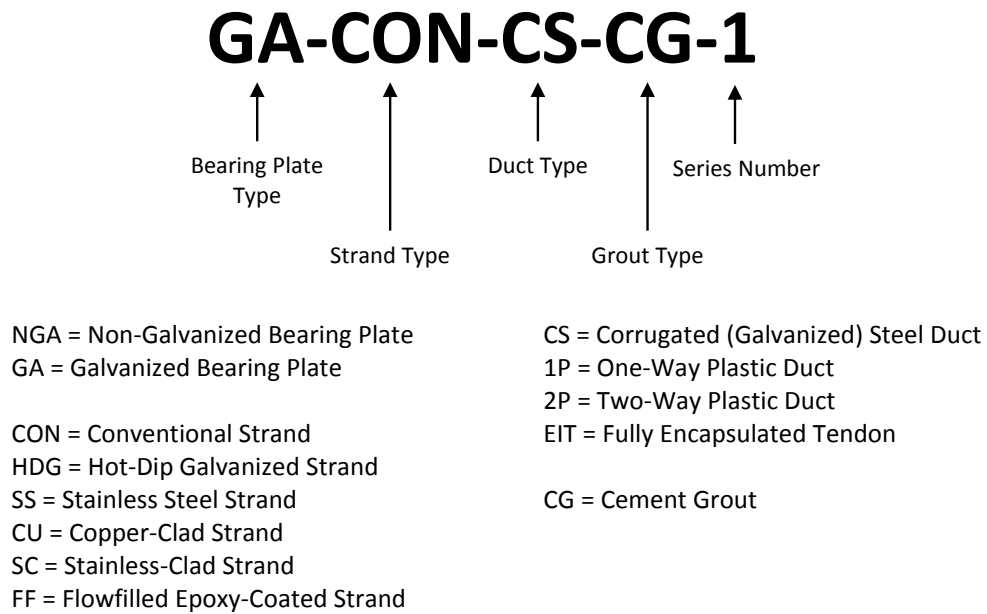 GA-CON-CS-CG-1
Bearing Plate
Type
Duct Type
Series Number
Strand Type
Grout Type
NGA = Non-Galvanized Bearing Plate
GA = Galvanized Bearing Plate
CON = Conventional Strand
HDG = Hot-Dip Galvanized Strand
SS = Stainless Steel Strand
CU = Copper-Clad Strand
SC = Stainless-Clad Strand
FF = Flowfilled Epoxy-Coated Strand
CS = Corrugated (Galvanized) Steel Duct
1P = One-Way Plastic Duct
2P = Two-Way Plastic Duct
EIT = Fully Encapsulated Tendon
CG = Cement Grout